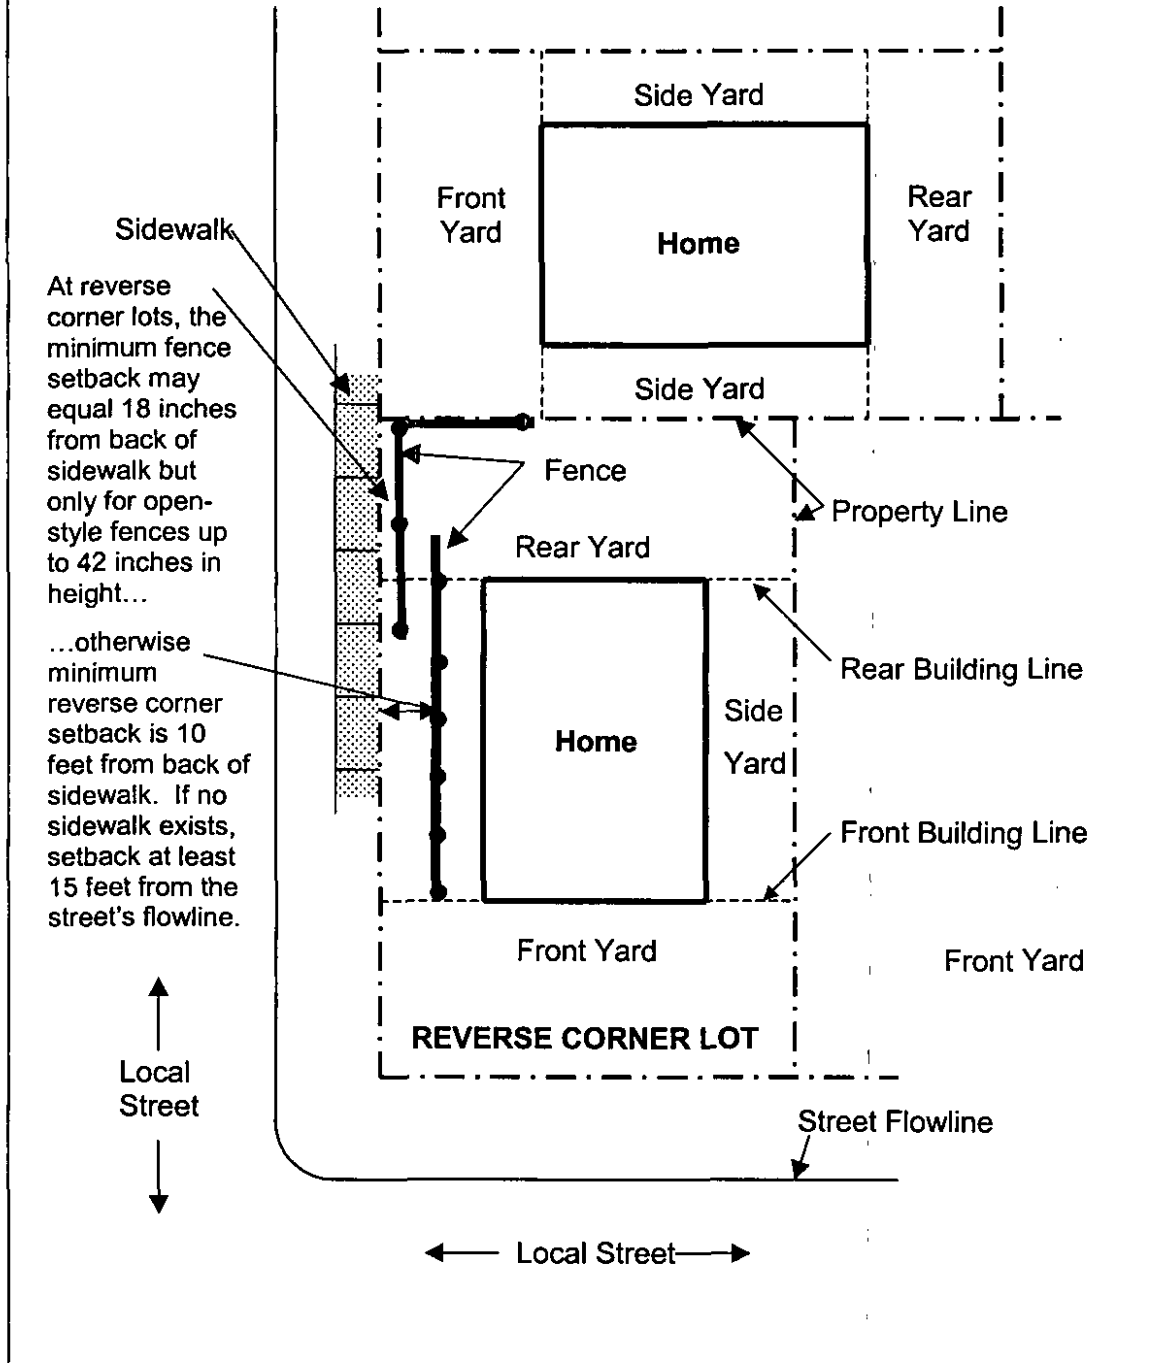 Side Yard
Front
Yard
Rear
Yard
Home
Sidewalk
At reverse
corner lots, the
minimum fence
setback may
equal 18 inches
from back of
sidewalk but
only for open-
style fences up
to 42 inches in
height...
Side Yard
Fence
Property Line
Rear Yard
...otherwise
minimum
reverse corner
setback is 10
feet from back of
sidewalk. If no
sidewalk exists,
setback at least
15 feet from the
street's flowline.
Rear Building Line
Side
Yard
Home
Front Building Line
Front Yard
Front Yard
REVERSE CORNER LOT
Local
Street
Street Flowline
Local Street